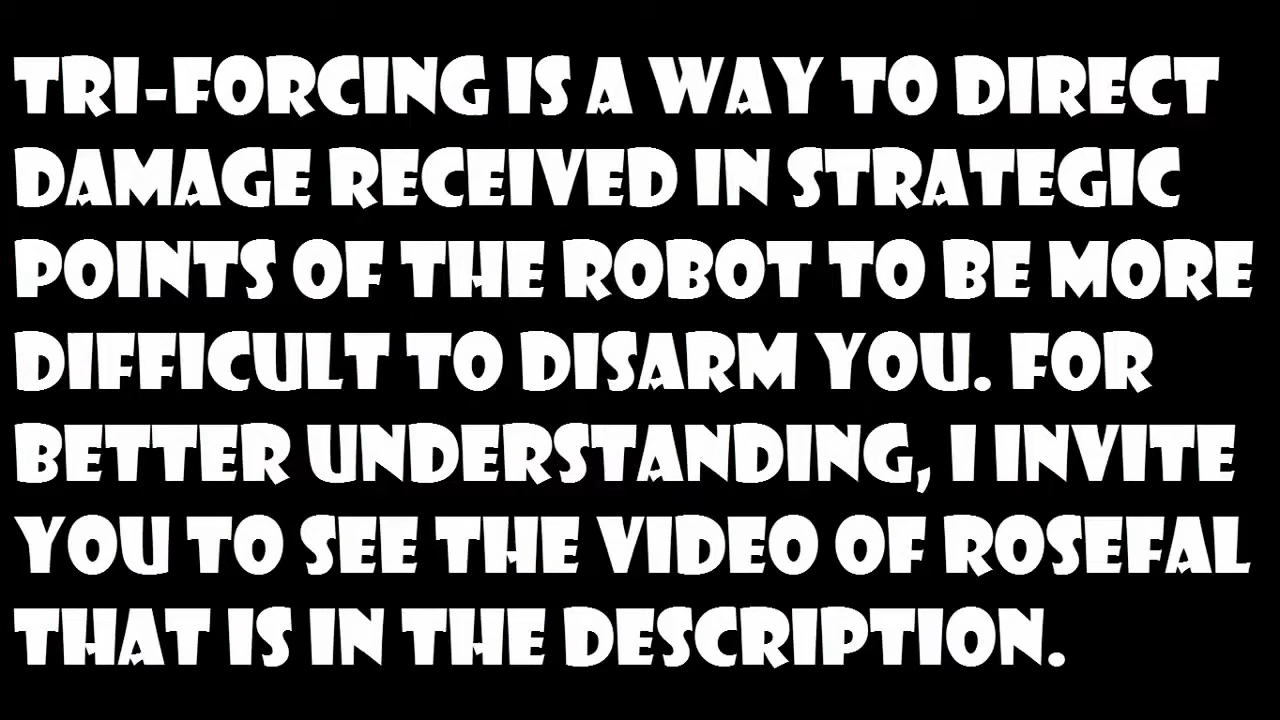 TRI-FORCING IS A WAY TO DIRECT
DAMAGE RECEIVED IN STRATEGIC
POINTS OF THE ROBOT TO BE MORE
DIFFICULT TO DISARM YOU. FOR
BETTER UNDERSTANDING, I INVITE
YOU TO SEE THE VIDEO OF ROSEFAL
THAT IS IN THE DESCRIPTION.